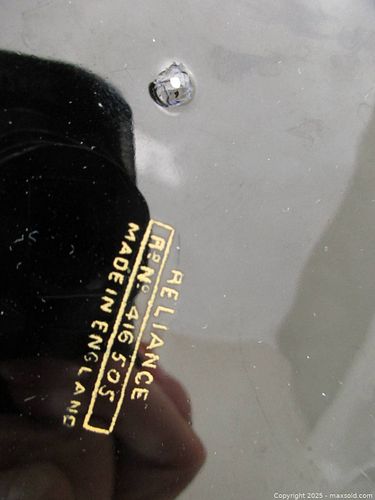 RELIANCE
Rᴰ. Nº. 416505
MADE IN ENGLAND
Copyright © 2025 - maxsold.com